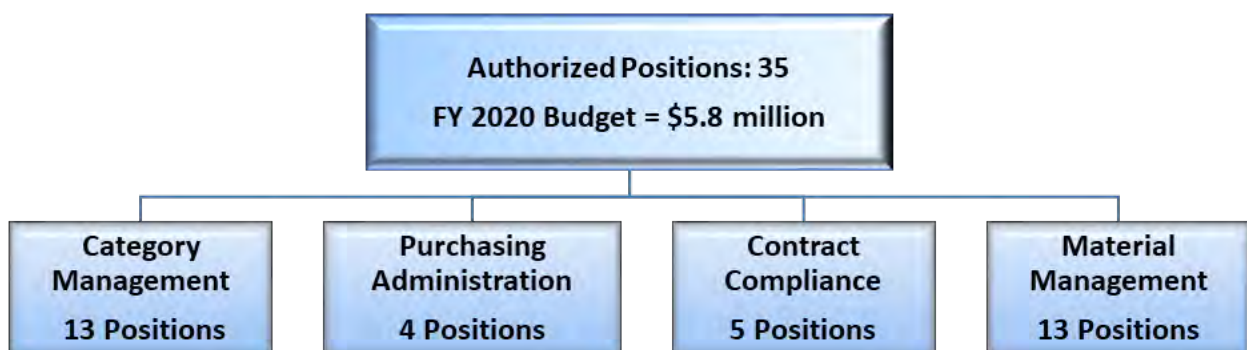 Authorized Positions: 35
FY 2020 Budget = $5.8 million
Category
Management
13 Positions
Purchasing
Administration
4 Positions
Contract
Compliance
5 Positions
Material
Management
13 Positions